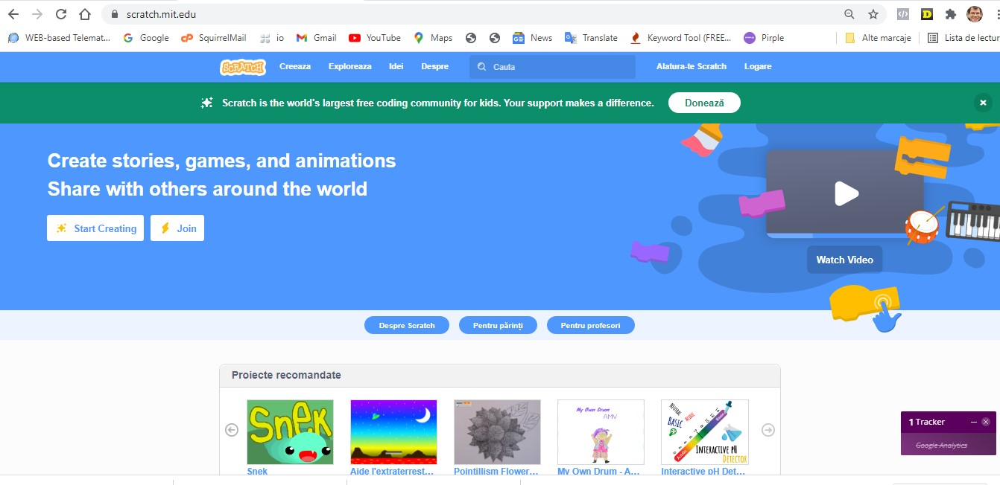 scratch.mit.edu
WEB-based Telemat...
Google
SquirrelMail
io
Gmail
YouTube
Maps
News
Translate
Keyword Tool (FREE...
Pirple
Alte marcaje
Lista de lectur
SCRATCH
Creeaza
Exploreaza
Idei
Despre
Cauta
Alatura-te Scratch
Logare
Scratch is the world's largest free coding community for kids. Your support makes a difference.
Donează
Create stories, games, and animations
Share with others around the world
Start Creating
Join
Watch Video
Despre Scratch
Pentru părinți
Pentru profesori
Proiecte recomandate
Snek
My Own Drum
AMV
NEUTRAL
BASIC
ACIDIC
INTERACTIVE PH
DETECTOR
Snek
Aide l'extraterrest...
Pointillism Flower...
My Own Drum - A...
Interactive pH Det...
1 Tracker
Google Analytics